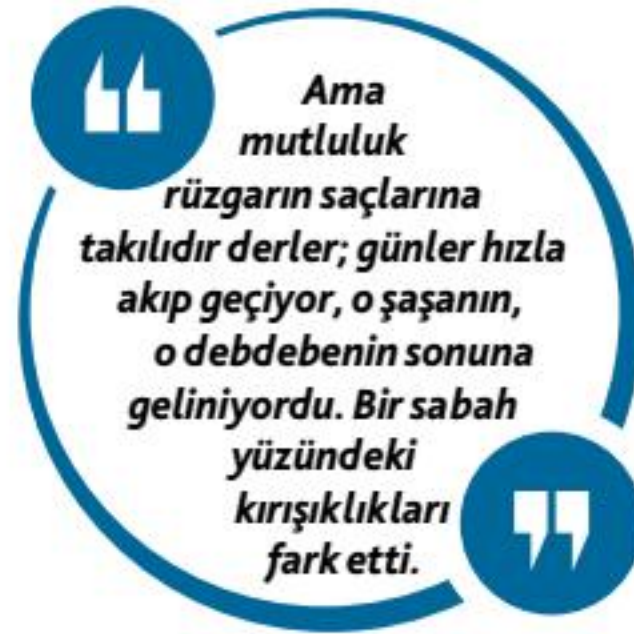 Ama
mutluluk
rüzgarın saçlarına
takılıdır derler; günler hızla
akıp geçiyor, o şaşanın,
o debdebenin sonuna
geliniyordu. Bir sabah
yüzündeki
kırışıklıkları
fark etti.